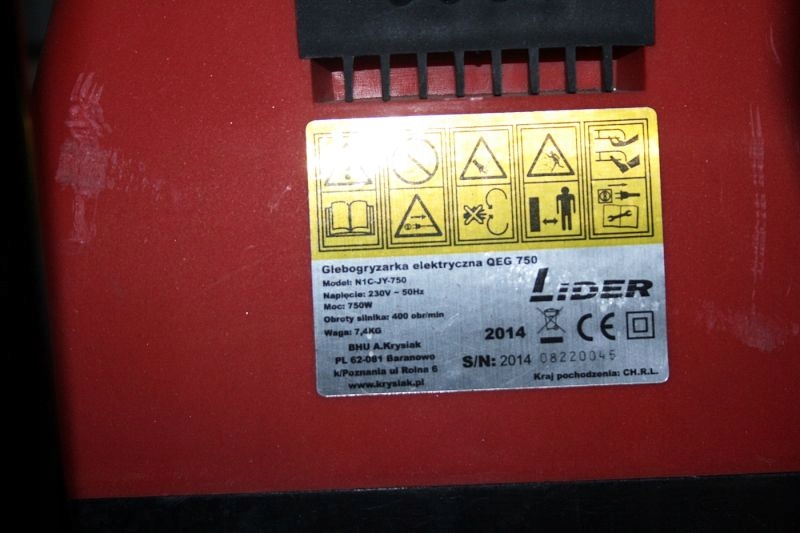 Glebogryzarka elektryczna QEG 750
Model: N1C-JY-750
Napięcie: 230V ~ 50Hz
Moc: 750W
Obroty silnika: 400 obr/min
Waga: 7,4KG
BHU A.Krysiak
PL 62-081 Baranowo
k/Poznania ul Rolna 6
www.krysiak.pl
LIDER
2014 CE
S/N: 2014 08220045
Kraj pochodzenia: CH.R.L.